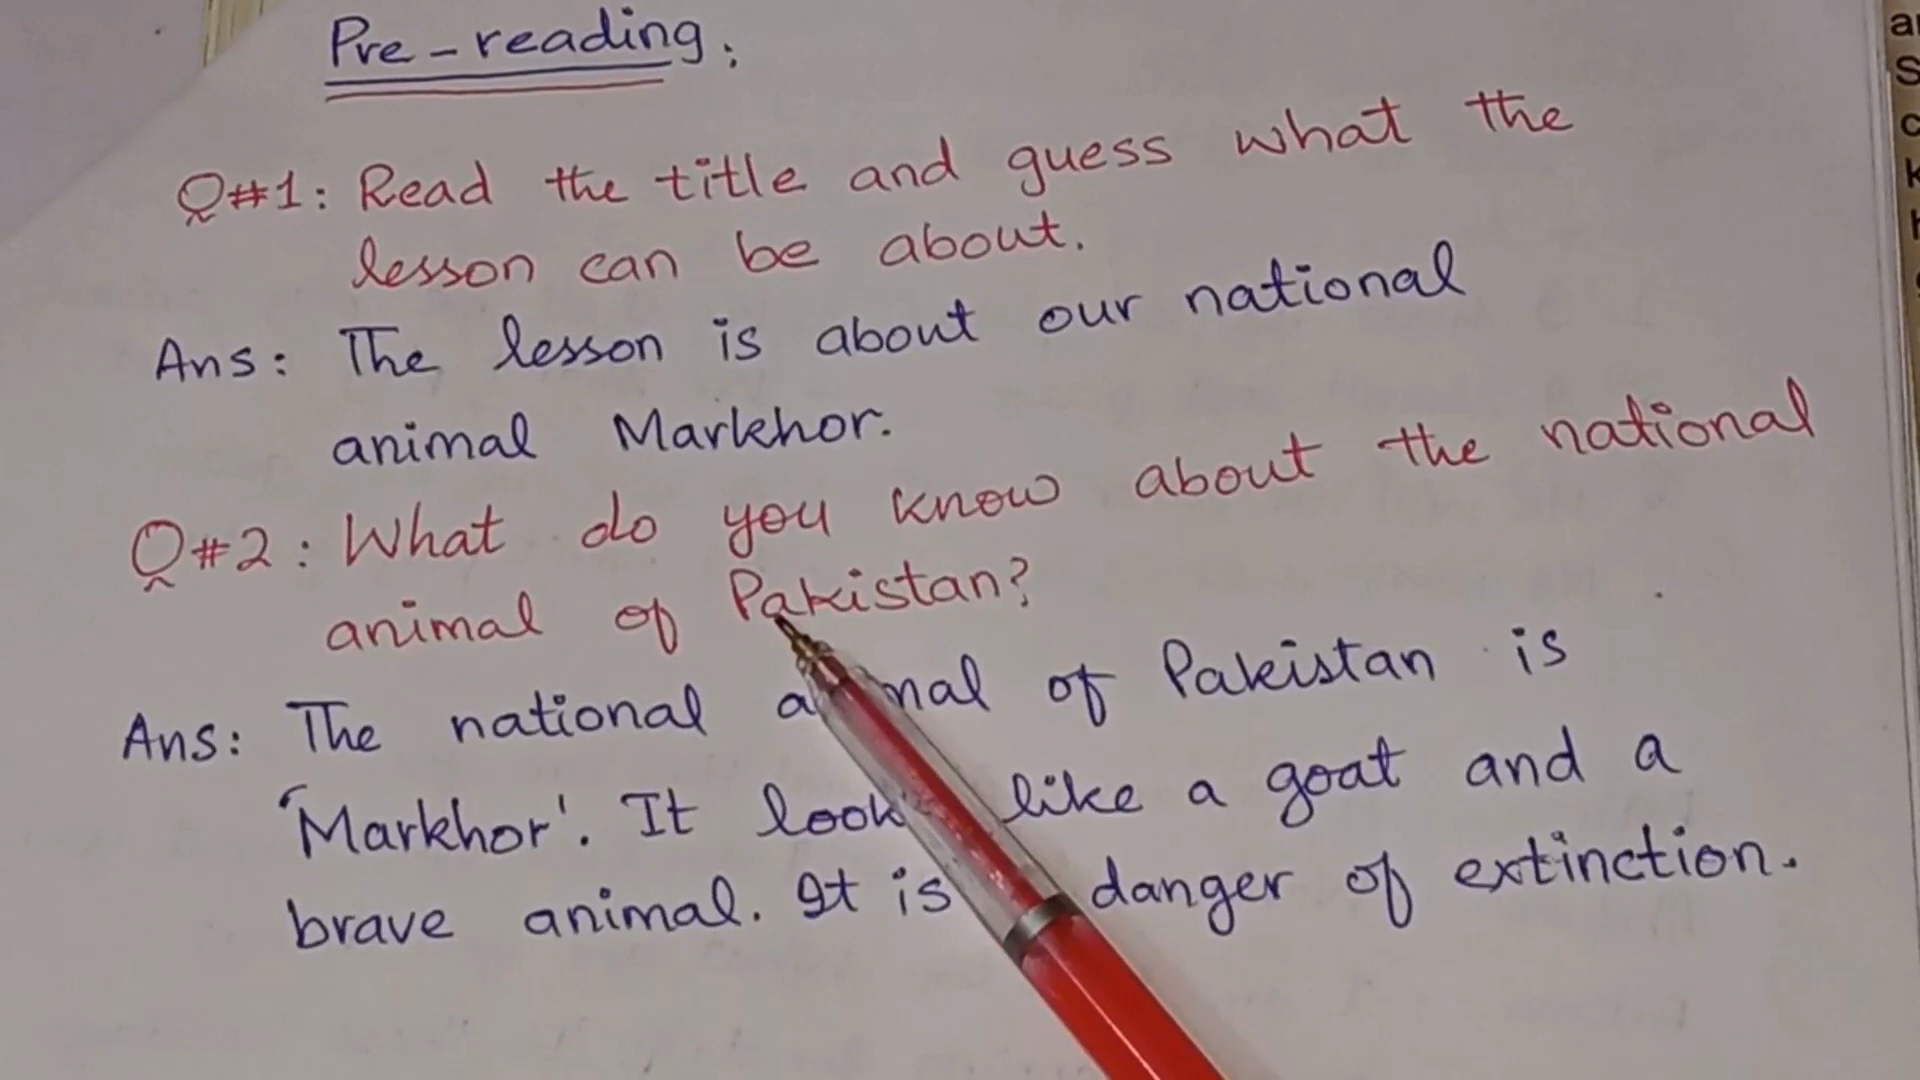 Pre-reading:
Q#1: Read the title and guess what the
lesson can be about.
Ans: The lesson is about our national
animal Markhor.
Q#2: What do you know about the national
animal of Pakistan?
Ans: The national animal of Pakistan is
'Markhor'. It look like a goat and a
brave animal. It is danger of extinction.